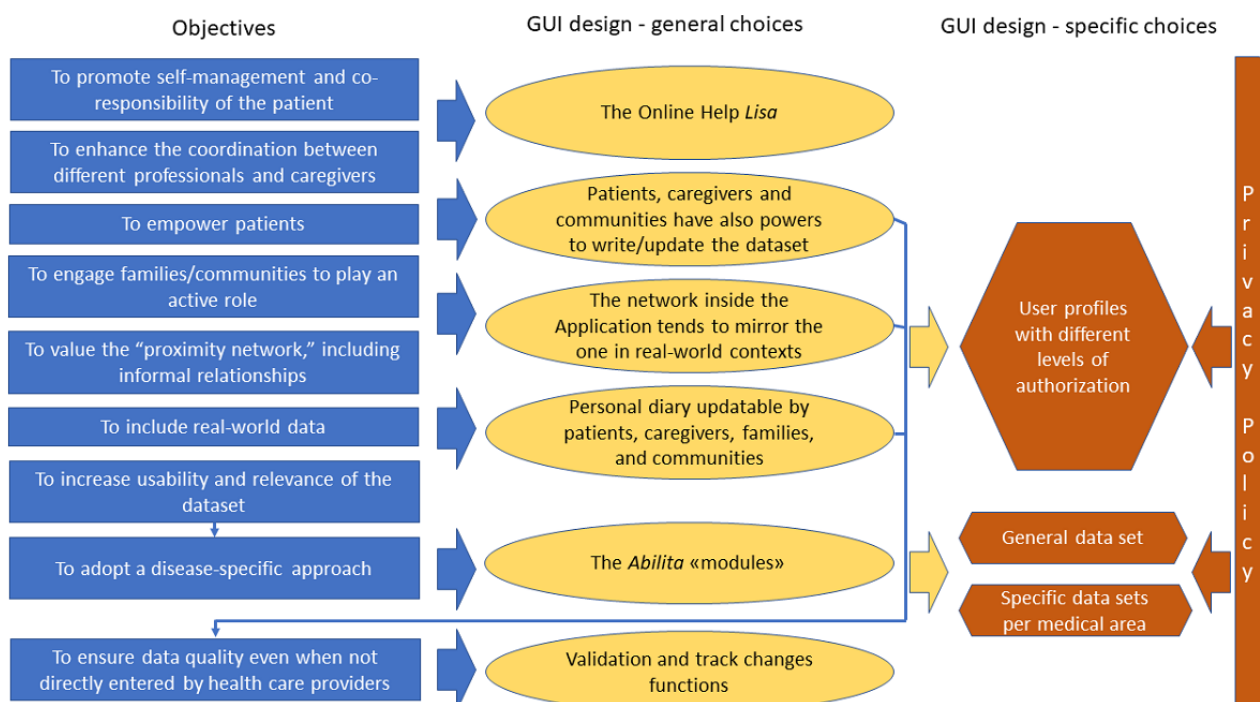 Objectives
GUI design - general choices
GUI design - specific choices
To promote self-management and co-
responsibility of the patient
To enhance the coordination between
different professionals and caregivers
To empower patients
To engage families/communities to play an
active role
To value the “proximity network,” including
informal relationships
To include real-world data
To increase usability and relevance of the
dataset
To adopt a disease-specific approach
To ensure data quality even when not
directly entered by health care providers
The Online Help Lisa
Patients, caregivers and
communities have also powers
to write/update the dataset
The network inside the
Application tends to mirror the
one in real-world contexts
Personal diary updatable by
patients, caregivers, families,
and communities
The Abilita «modules»
Validation and track changes
functions
User profiles
with different
levels of
authorization
General data set
Specific data sets
per medical area
Privacy Policy